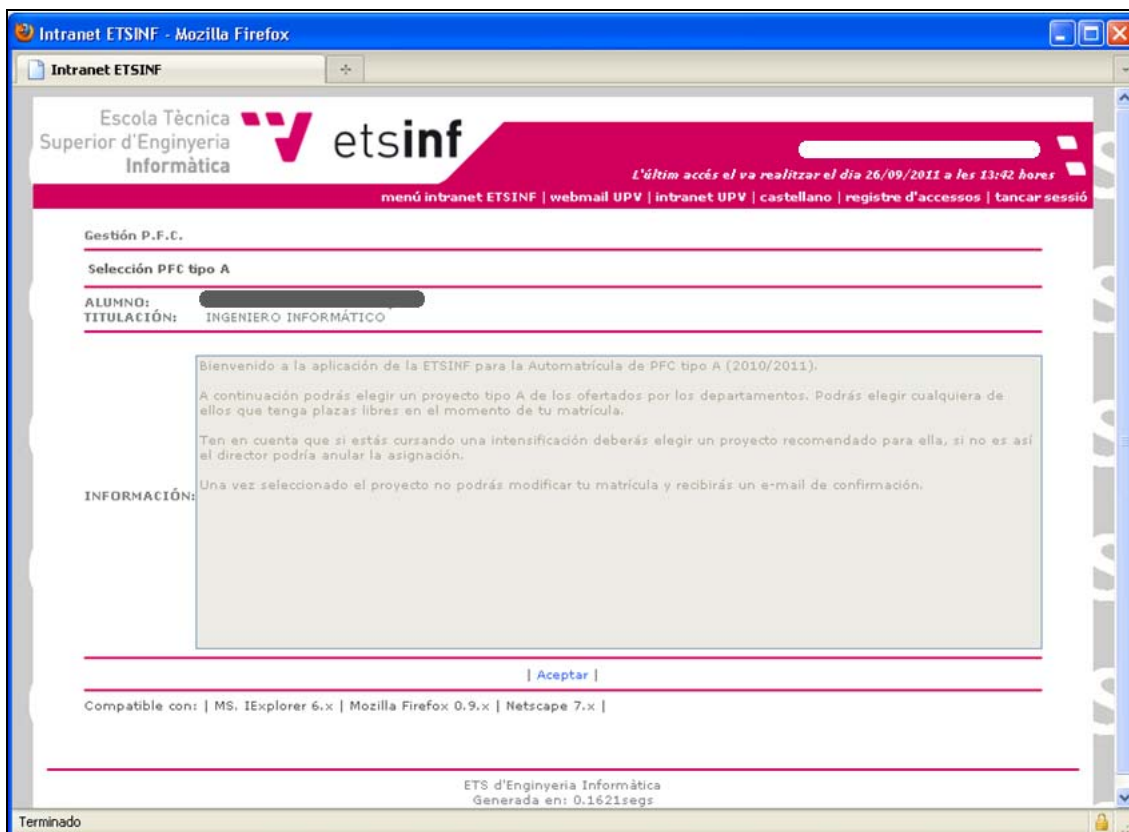 Intranet ETSINF - Mozilla Firefox
Intranet ETSINF
Escola Tècnica
Superior d'Enginyeria
Informàtica
etsinf
L'últim accés el va realitzar el dia 26/09/2011 a les 13:42 hores
menú intranet ETSINF | webmail UPV | intranet UPV | castellano | registre d'accessos | tancar sessió
Gestión P.F.C.
Selección PFC tipo A
ALUMNO:
TITULACIÓN: INGENIERO INFORMÁTICO
INFORMACIÓN:
Bienvenido a la aplicación de la ETSINF para la Automatrícula de PFC tipo A (2010/2011).
A continuación podrás elegir un proyecto tipo A de los ofertados por los departamentos. Podrás elegir cualquiera de
ellos que tenga plazas libres en el momento de tu matrícula.
Ten en cuenta que si estás cursando una intensificación deberás elegir un proyecto recomendado para ella, si no es así
el director podría anular la asignación.
Una vez seleccionado el proyecto no podrás modificar tu matrícula y recibirás un e-mail de confirmación.
| Aceptar |
Compatible con: | MS. IExplorer 6.x | Mozilla Firefox 0.9.x | Netscape 7.x |
ETS d'Enginyeria Informàtica
Generada en: 0.1621segs
Terminado